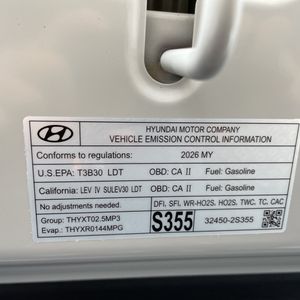 HYUNDAI MOTOR COMPANY
VEHICLE EMISSION CONTROL INFORMATION
Conforms to regulations: 2026 MY
U.S.EPA: T3B30 LDT OBD: CA II Fuel: Gasoline
California: LEV IV SULEV30 LDT OBD: CA II Fuel: Gasoline
No adjustments needed. DFI, SFI, WR-HO2S, HO2S, TWC, TC, CAC
Group: THYXT02.5MP3 S355 32450-2S355
Evap.: THYXR0144MPG